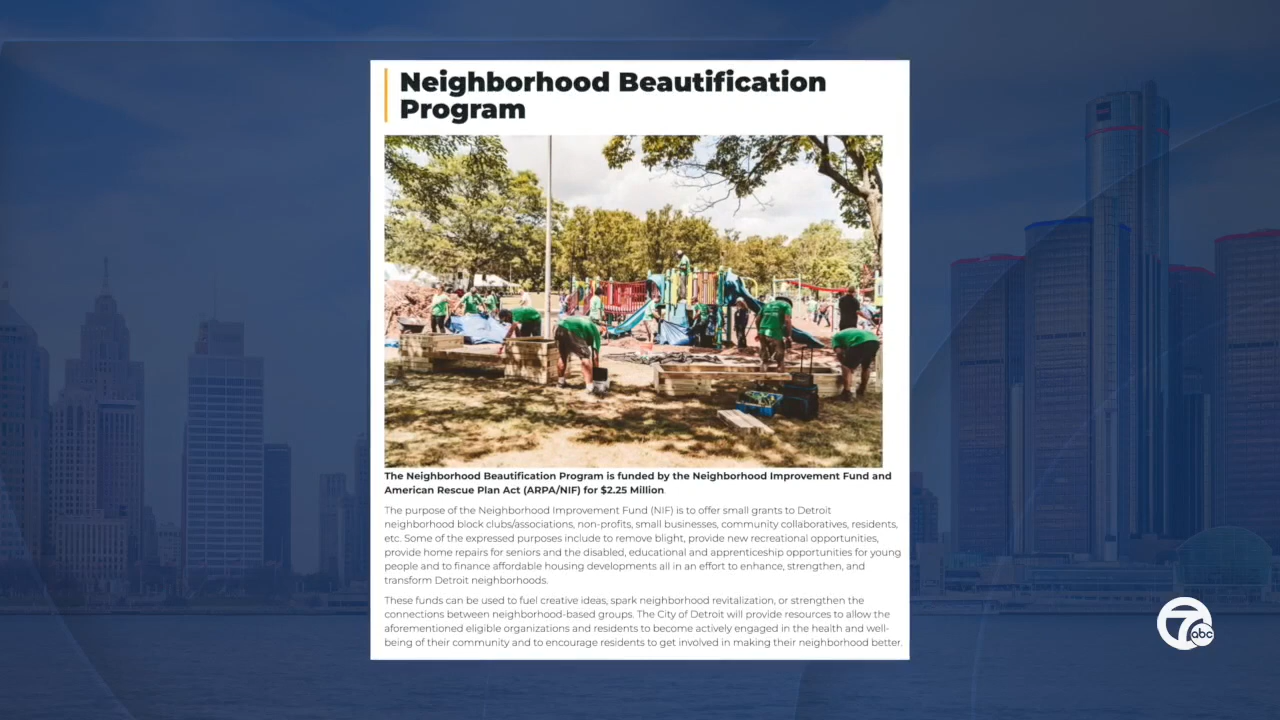 Neighborhood Beautification
Program
The Neighborhood Beautification Program is funded by the Neighborhood Improvement Fund and
American Rescue Plan Act (ARPA/NIF) for $2.25 Million.
The purpose of the Neighborhood Improvement Fund (NIF) is to offer small grants to Detroit
neighborhood block clubs/associations, non-profits, small businesses, community collaboratives, residents,
etc. Some of the expressed purposes include to remove blight, provide new recreational opportunities,
provide home repairs for seniors and the disabled, educational and apprenticeship opportunities for young
people and to finance affordable housing developments all in an effort to enhance, strengthen, and
transform Detroit neighborhoods.
These funds can be used to fuel creative ideas, spark neighborhood revitalization, or strengthen the
connections between neighborhood-based groups. The City of Detroit will provide resources to allow the
aforementioned eligible organizations and residents to become actively engaged in the health and well-
being of their community and to encourage residents to get involved in making their neighborhood better.
7 abc